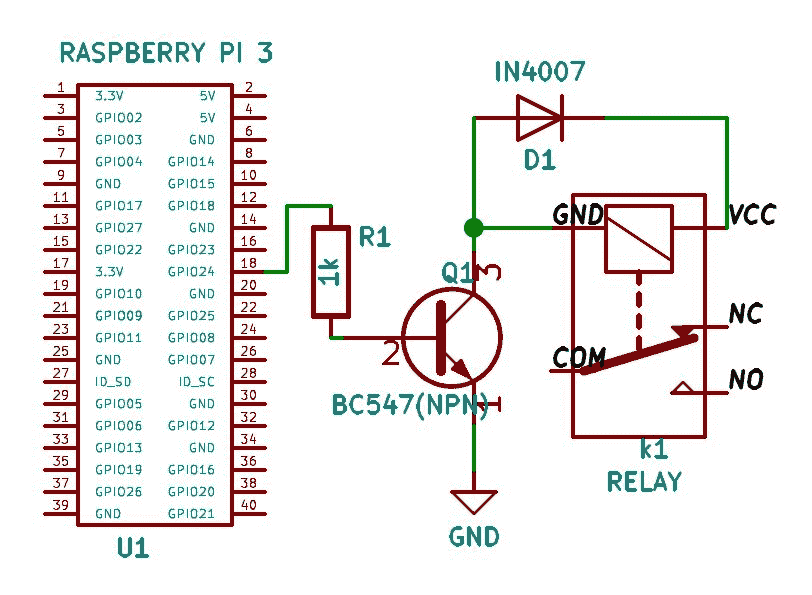 RASPBERRY PI 3
1 3.3V 5V 2
3 GPIO02 5V 4
5 GPIO03 GND 6
7 GPIO04 GPIO14 8
9 GND GPIO15 10
11 GPIO17 GPIO18 12
13 GPIO27 GND 14
15 GPIO22 GPIO23 16
17 3.3V GPIO24 18
19 GPIO10 GND 20
21 GPIO09 GPIO25 22
23 GPIO11 GPIO08 24
25 GND GPIO07 26
27 ID_SD ID_SC 28
29 GPIO05 GND 30
31 GPIO06 GPIO12 32
33 GPIO13 GND 34
35 GPIO19 GPIO16 36
37 GPIO26 GPIO20 38
39 GND GPIO21 40
U1
R1
1k
IN4007
D1
Q1
3
2
1
BC547(NPN)
GND
GND
VCC
NC
COM
NO
k1
RELAY